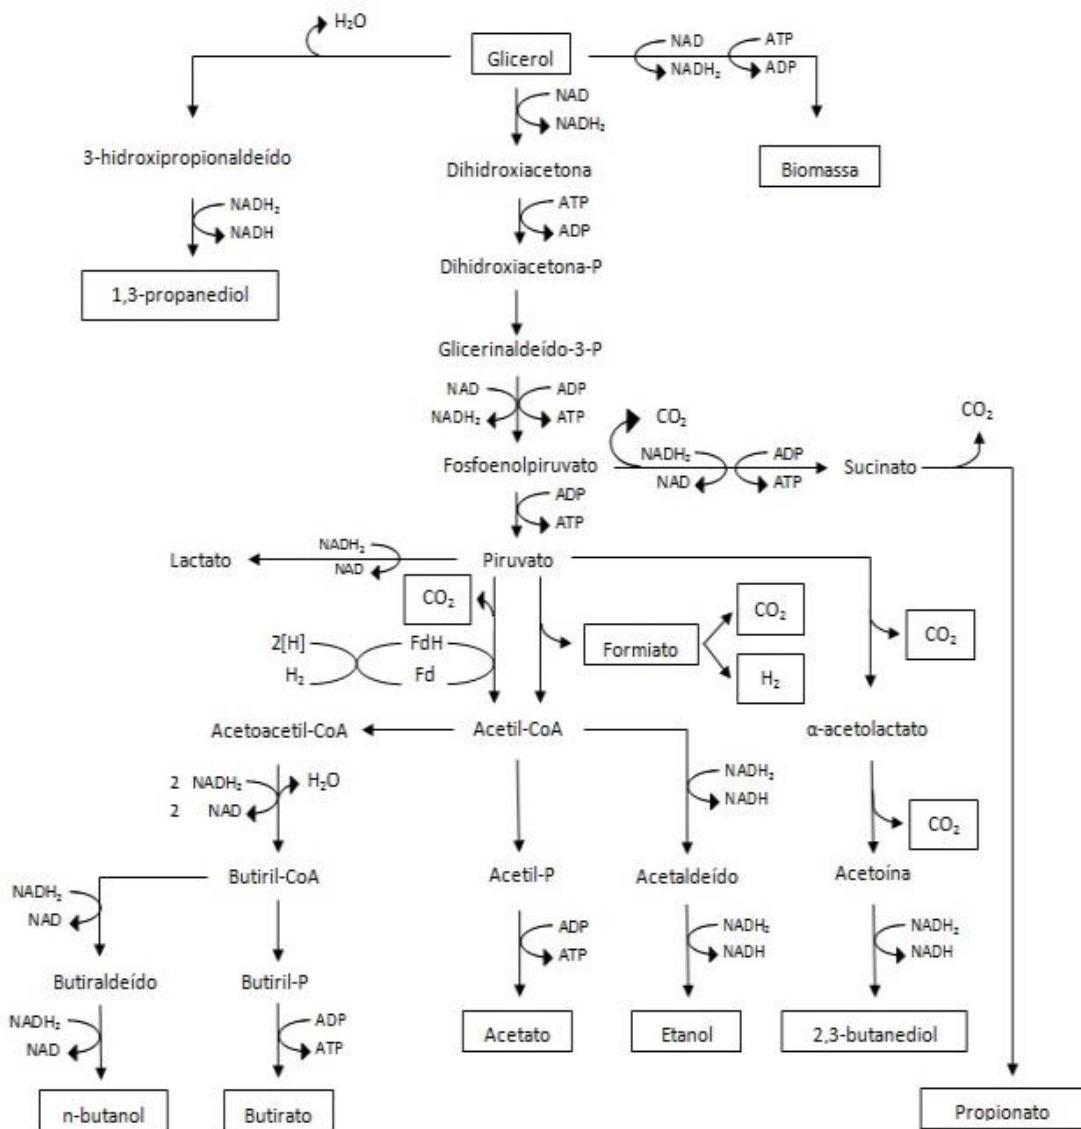 H₂O
Glicerol
NAD
NADH₂
ATP
ADP
NAD
NADH₂
3-hidroxipropionaldeído
Dihidroxiacetona
Biomassa
NADH₂
NADH
ATP
ADP
1,3-propanediol
Dihidroxiacetona-P
Glicerinaldeído-3-P
NAD
NADH₂
ADP
ATP
CO₂
CO₂
Fosfoenolpiruvato
NADH₂
NAD
ADP
ATP
Sucinato
ADP
ATP
Lactato
NADH₂
NAD
Piruvato
CO₂
2[H]
H₂
FdH
Fd
Formiato
CO₂
H₂
CO₂
Acetoacetil-CoA
Acetil-CoA
α-acetolactato
2 NADH₂
2 NAD
H₂O
NADH₂
NADH
CO₂
Butiril-CoA
Acetil-P
Acetaldeído
Acetoína
NADH₂
NAD
ADP
ATP
NADH₂
NADH
NADH₂
NADH
Butiraldeído
Butiril-P
NADH₂
NAD
ADP
ATP
Acetato
Etanol
2,3-butanediol
n-butanol
Butirato
Propionato